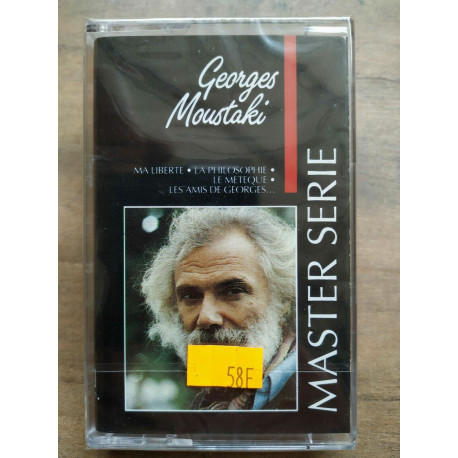 Georges
Moustaki
MA LIBERTE • LA PHILOSOPHIE •
LE METEQUE •
LES AMIS DE GEORGES...
MASTER SERIE
58F